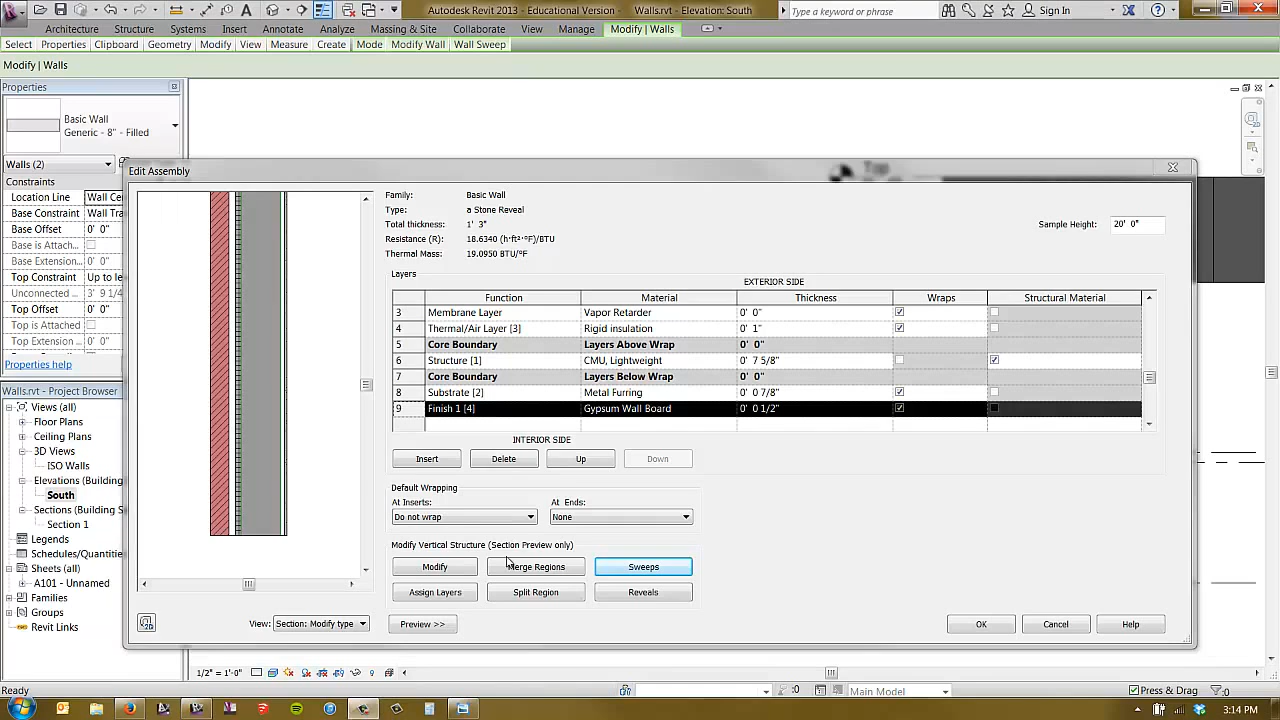 Autodesk Revit 2013 - Educational Version - Walls.rvt - Elevation: South
Type a keyword or phrase
Sign In
Architecture Structure Systems Insert Annotate Analyze Massing & Site Collaborate View Manage Modify | Walls
Select Properties Clipboard Geometry Modify View Measure Create Mode Modify Wall Wall Sweep
Modify | Walls
Properties
Basic Wall
Generic - 8" - Filled
Walls (2)
Constraints
Location Line Wall Cen
Base Constraint Wall Tra
Base Offset 0' 0"
Base is Attach...
Base Extension... 0' 0"
Top Constraint Up to le
Unconnected ... 3' 9 1/4
Top Offset 0' 0"
Top is Attached
Top Extension ... 0' 0"
Properties help
Walls.rvt - Project Browser
Views (all)
Floor Plans
Ceiling Plans
3D Views
ISO Walls
Elevations (Building
South
Sections (Building S
Section 1
Legends
Schedules/Quantitie
Sheets (all)
A101 - Unnamed
Families
Groups
Revit Links
Top
Edit Assembly
Family: Basic Wall
Type: a Stone Reveal
Total thickness: 1' 3"
Resistance (R): 18.6340 (h·ft²·°F)/BTU
Thermal Mass: 19.0950 BTU/°F
Sample Height: 20' 0"
Layers
EXTERIOR SIDE
Function Material Thickness Wraps Structural Material
3 Membrane Layer Vapor Retarder 0' 0"
4 Thermal/Air Layer [3] Rigid insulation 0' 1"
5 Core Boundary Layers Above Wrap 0' 0"
6 Structure [1] CMU, Lightweight 0' 7 5/8"
7 Core Boundary Layers Below Wrap 0' 0"
8 Substrate [2] Metal Furring 0' 0 7/8"
9 Finish 1 [4] Gypsum Wall Board 0' 0 1/2"
INTERIOR SIDE
Insert Delete Up Down
Default Wrapping
At Inserts: At Ends:
Do not wrap None
Modify Vertical Structure (Section Preview only)
Modify Merge Regions Sweeps
Assign Layers Split Region Reveals
View: Section: Modify type Preview >> OK Cancel Help
1/2" = 1'-0"
Ready :0 Main Model Press & Drag :0
3:14 PM